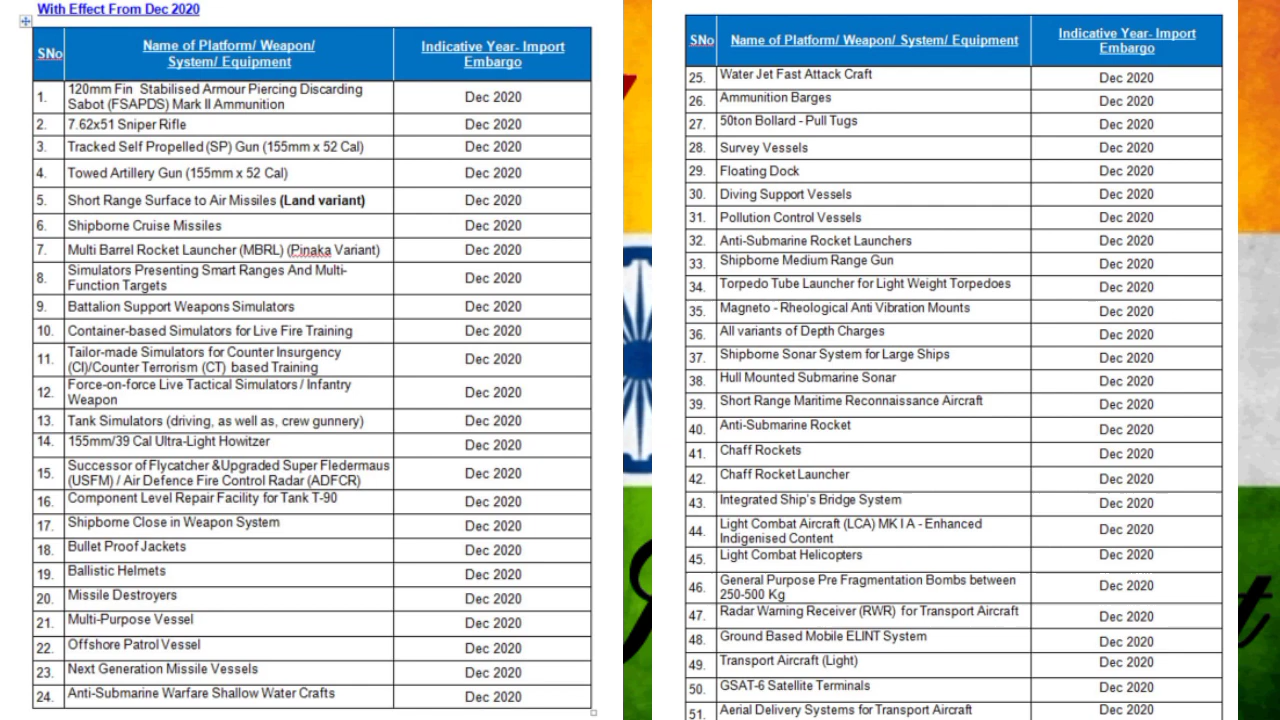 With Effect From Dec 2020
SNo Name of Platform/ Weapon/ System/ Equipment Indicative Year- Import Embargo
1. 120mm Fin Stabilised Armour Piercing Discarding Sabot (FSAPDS) Mark II Ammunition Dec 2020
2. 7.62x51 Sniper Rifle Dec 2020
3. Tracked Self Propelled (SP) Gun (155mm x 52 Cal) Dec 2020
4. Towed Artillery Gun (155mm x 52 Cal) Dec 2020
5. Short Range Surface to Air Missiles (Land variant) Dec 2020
6. Shipborne Cruise Missiles Dec 2020
7. Multi Barrel Rocket Launcher (MBRL) (Pinaka Variant) Dec 2020
8. Simulators Presenting Smart Ranges And Multi-Function Targets Dec 2020
9. Battalion Support Weapons Simulators Dec 2020
10. Container-based Simulators for Live Fire Training Dec 2020
11. Tailor-made Simulators for Counter Insurgency (CI)/Counter Terrorism (CT) based Training Dec 2020
12. Force-on-force Live Tactical Simulators / Infantry Weapon Dec 2020
13. Tank Simulators (driving, as well as, crew gunnery) Dec 2020
14. 155mm/39 Cal Ultra-Light Howitzer Dec 2020
15. Successor of Flycatcher &Upgraded Super Fledermaus (USFM) / Air Defence Fire Control Radar (ADFCR) Dec 2020
16. Component Level Repair Facility for Tank T-90 Dec 2020
17. Shipborne Close in Weapon System Dec 2020
18. Bullet Proof Jackets Dec 2020
19. Ballistic Helmets Dec 2020
20. Missile Destroyers Dec 2020
21. Multi-Purpose Vessel Dec 2020
22. Offshore Patrol Vessel Dec 2020
23. Next Generation Missile Vessels Dec 2020
24. Anti-Submarine Warfare Shallow Water Crafts Dec 2020
SNo Name of Platform/ Weapon/ System/ Equipment Indicative Year- Import Embargo
25. Water Jet Fast Attack Craft Dec 2020
26. Ammunition Barges Dec 2020
27. 50ton Bollard - Pull Tugs Dec 2020
28. Survey Vessels Dec 2020
29. Floating Dock Dec 2020
30. Diving Support Vessels Dec 2020
31. Pollution Control Vessels Dec 2020
32. Anti-Submarine Rocket Launchers Dec 2020
33. Shipborne Medium Range Gun Dec 2020
34. Torpedo Tube Launcher for Light Weight Torpedoes Dec 2020
35. Magneto - Rheological Anti Vibration Mounts Dec 2020
36. All variants of Depth Charges Dec 2020
37. Shipborne Sonar System for Large Ships Dec 2020
38. Hull Mounted Submarine Sonar Dec 2020
39. Short Range Maritime Reconnaissance Aircraft Dec 2020
40. Anti-Submarine Rocket Dec 2020
41. Chaff Rockets Dec 2020
42. Chaff Rocket Launcher Dec 2020
43. Integrated Ship's Bridge System Dec 2020
44. Light Combat Aircraft (LCA) MK I A - Enhanced Indigenised Content Dec 2020
45. Light Combat Helicopters Dec 2020
46. General Purpose Pre Fragmentation Bombs between 250-500 Kg Dec 2020
47. Radar Warning Receiver (RWR) for Transport Aircraft Dec 2020
48. Ground Based Mobile ELINT System Dec 2020
49. Transport Aircraft (Light) Dec 2020
50. GSAT-6 Satellite Terminals Dec 2020
51. Aerial Delivery Systems for Transport Aircraft Dec 2020